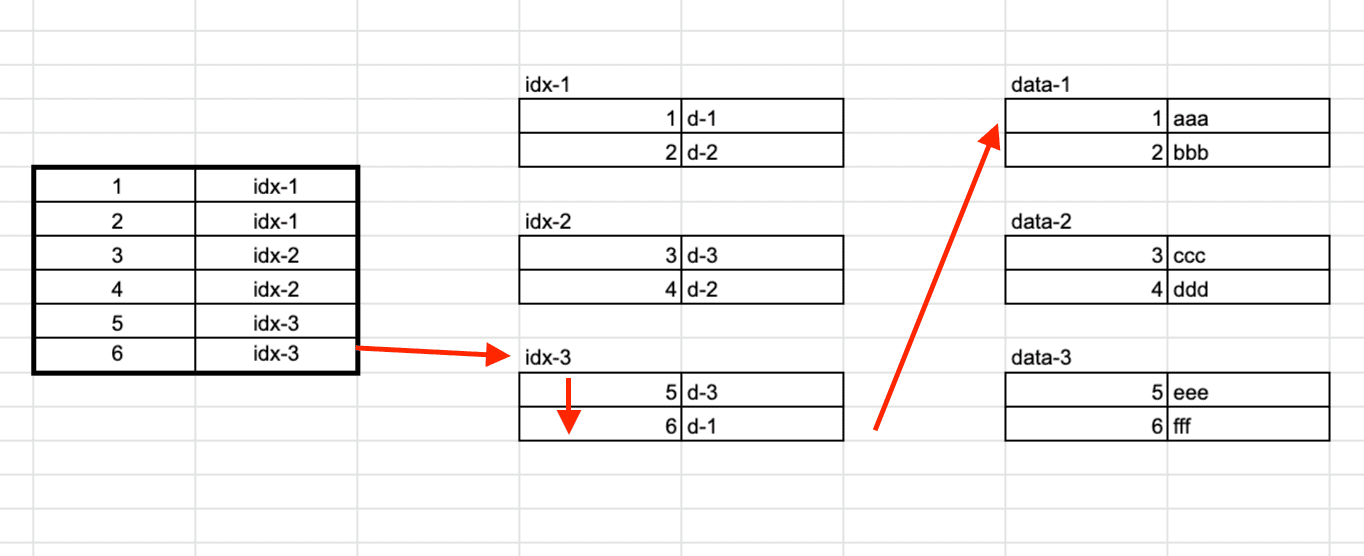 1 idx-1
2 idx-1
3 idx-2
4 idx-2
5 idx-3
6 idx-3
idx-1
1 d-1
2 d-2
idx-2
3 d-3
4 d-2
idx-3
5 d-3
6 d-1
data-1
1 aaa
2 bbb
data-2
3 ccc
4 ddd
data-3
5 eee
6 fff